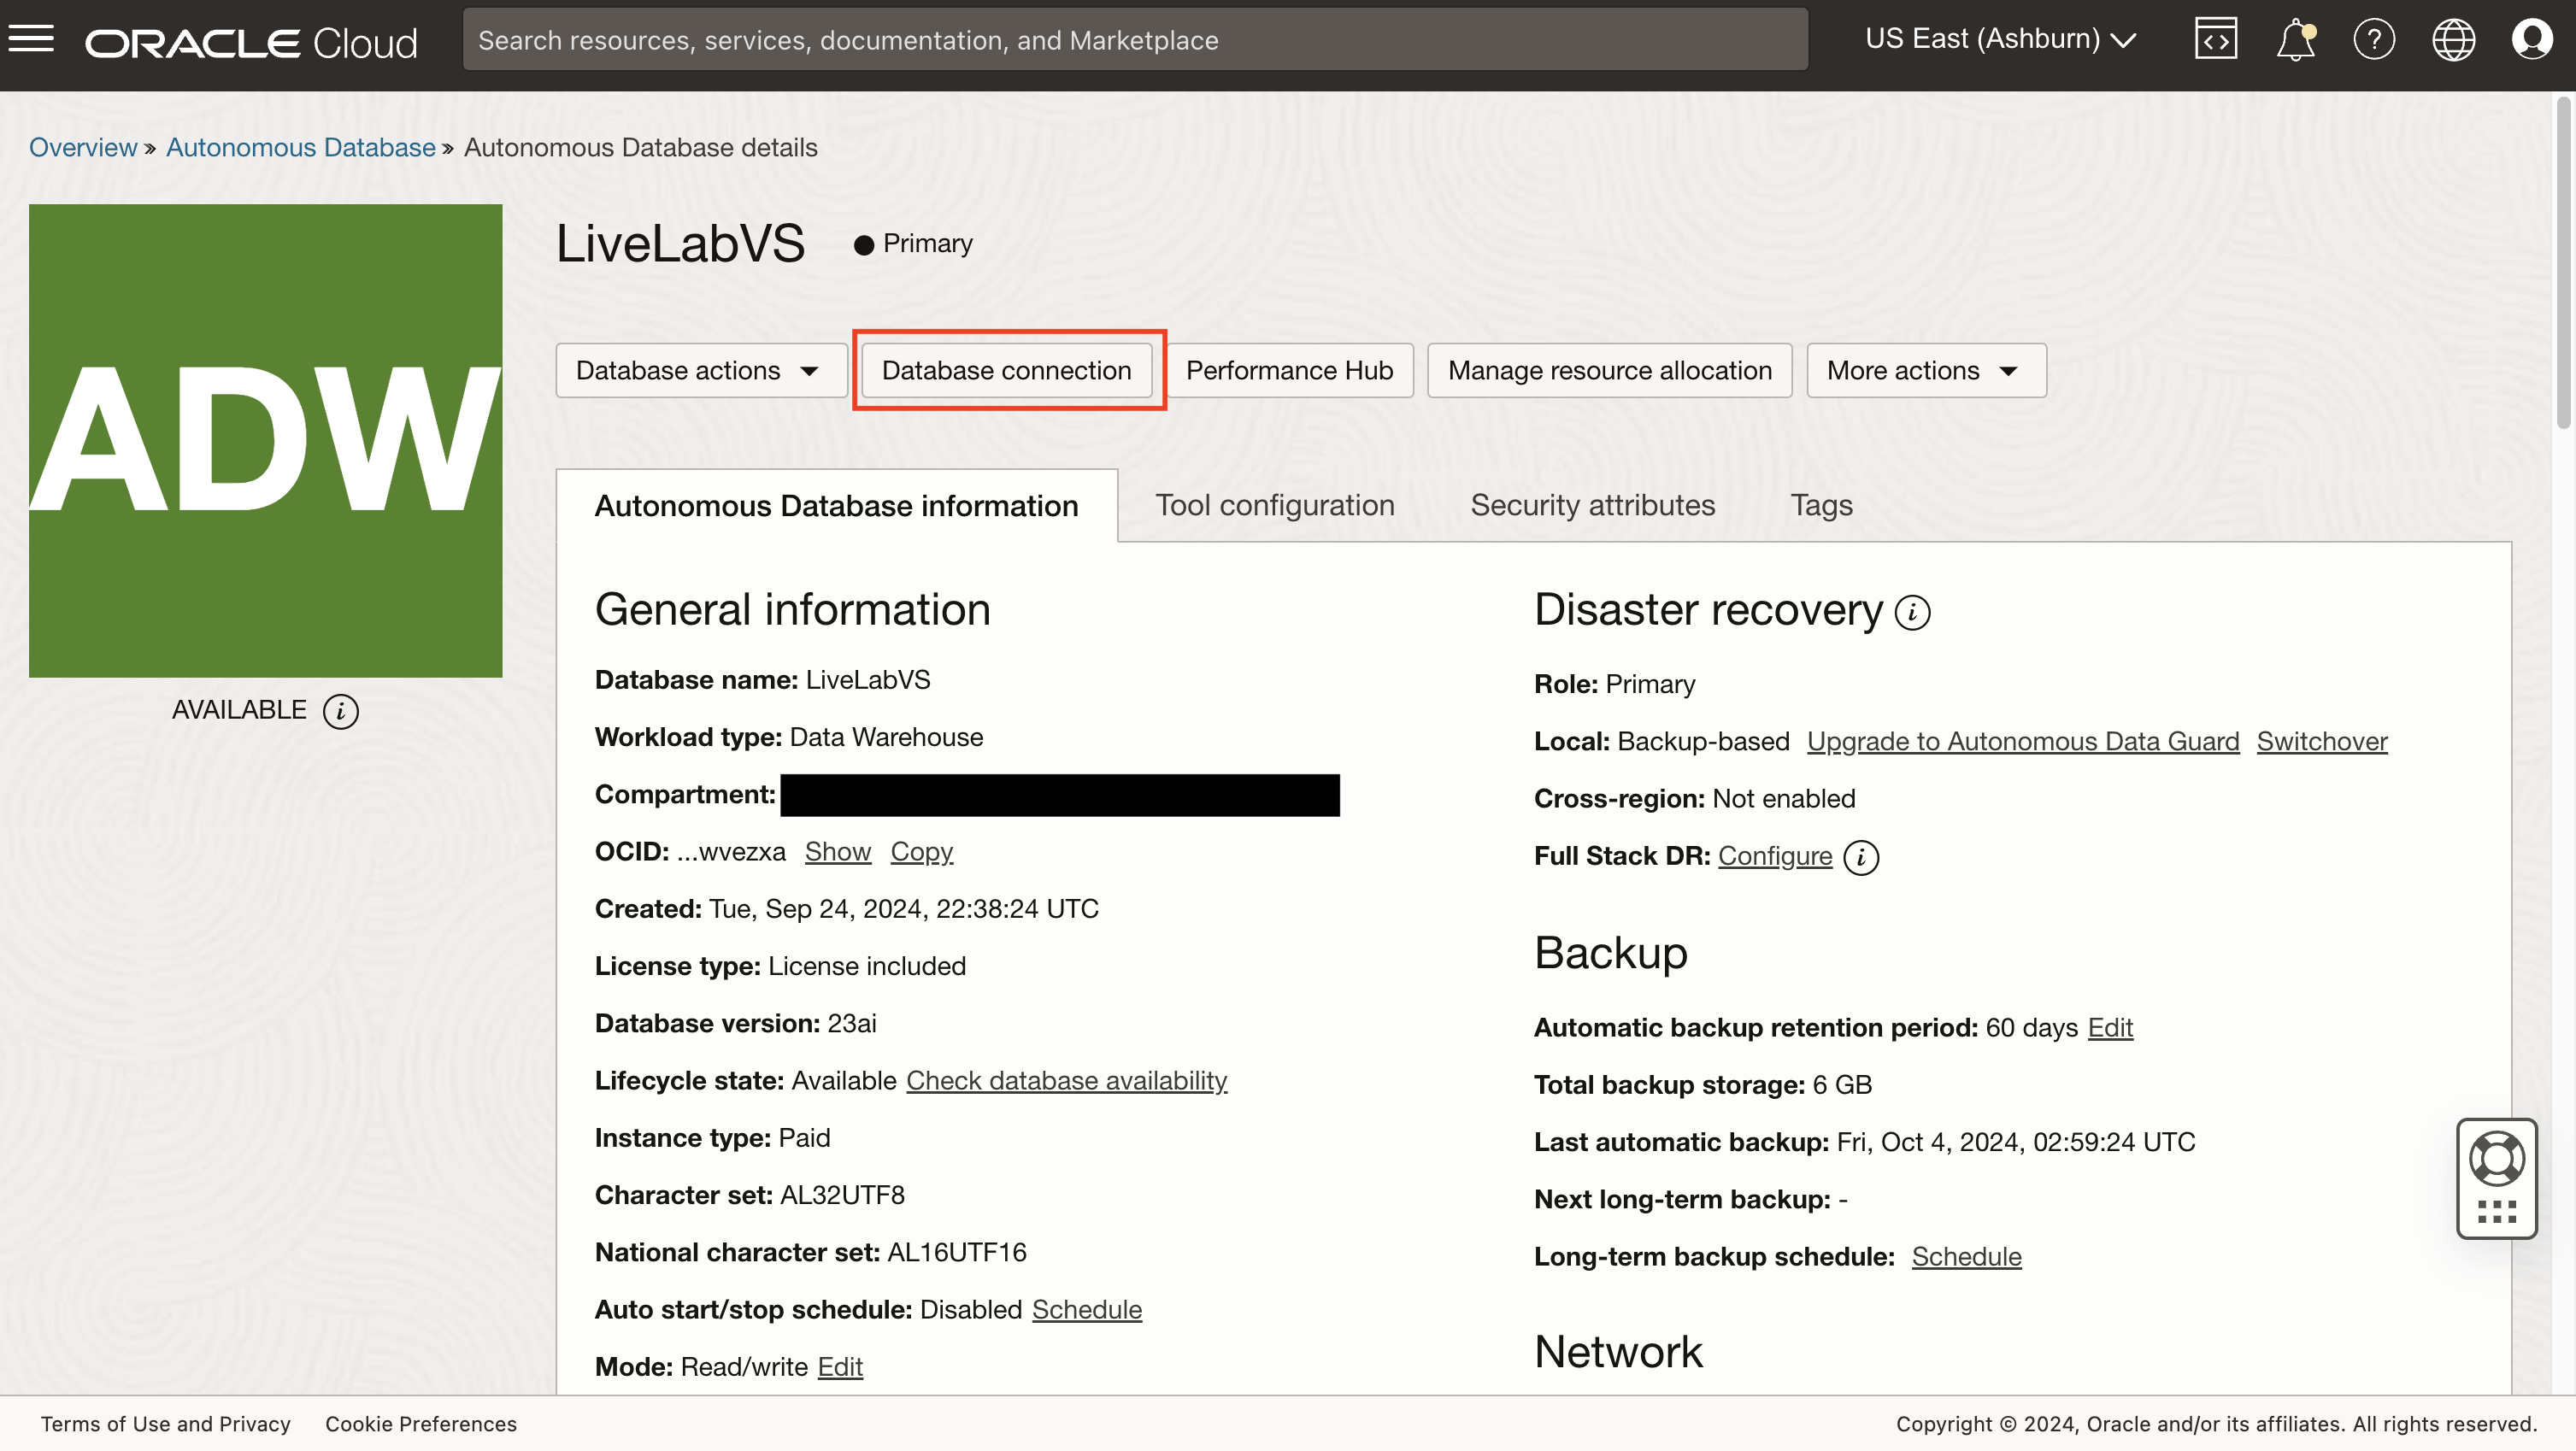 ORACLE Cloud
Search resources, services, documentation, and Marketplace
US East (Ashburn)
Overview » Autonomous Database » Autonomous Database details
ADW
AVAILABLE
LiveLabVS
Primary
Database actions
Database connection
Performance Hub
Manage resource allocation
More actions
Autonomous Database information
Tool configuration
Security attributes
Tags
General information
Database name: LiveLabVS
Workload type: Data Warehouse
Compartment:
OCID: ...wvezxa Show Copy
Created: Tue, Sep 24, 2024, 22:38:24 UTC
License type: License included
Database version: 23ai
Lifecycle state: Available Check database availability
Instance type: Paid
Character set: AL32UTF8
National character set: AL16UTF16
Auto start/stop schedule: Disabled Schedule
Mode: Read/write Edit
Disaster recovery
Role: Primary
Local: Backup-based Upgrade to Autonomous Data Guard Switchover
Cross-region: Not enabled
Full Stack DR: Configure
Backup
Automatic backup retention period: 60 days Edit
Total backup storage: 6 GB
Last automatic backup: Fri, Oct 4, 2024, 02:59:24 UTC
Next long-term backup: -
Long-term backup schedule: Schedule
Network
Terms of Use and Privacy
Cookie Preferences
Copyright © 2024, Oracle and/or its affiliates. All rights reserved.